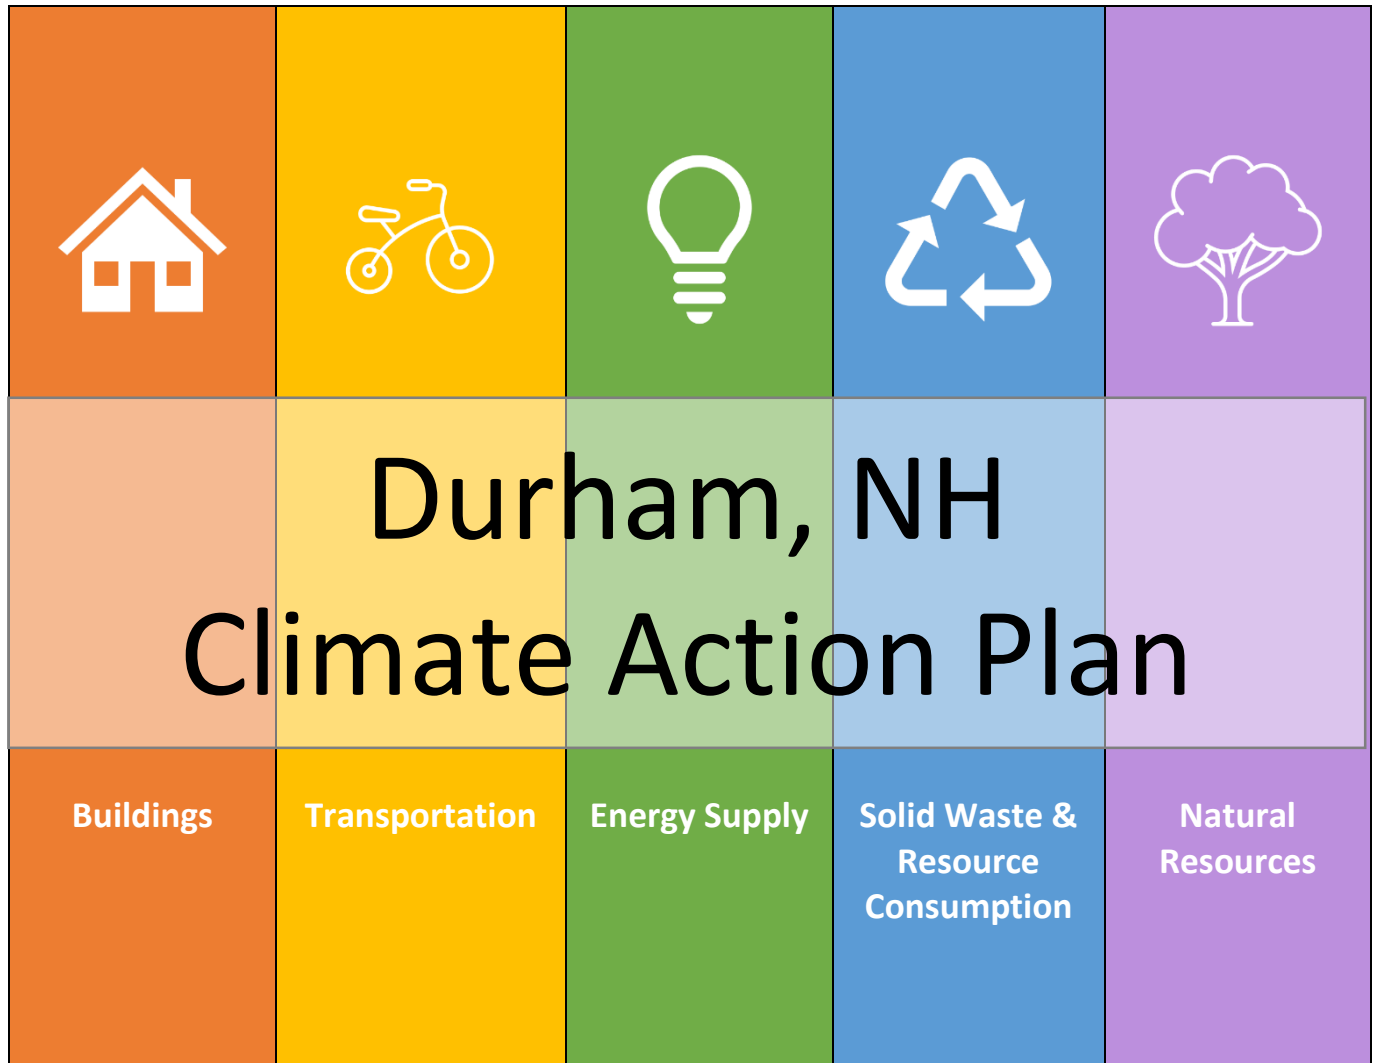 Durham, NH
Climate Action Plan
Buildings
Transportation
Energy Supply
Solid Waste &
Resource
Consumption
Natural
Resources